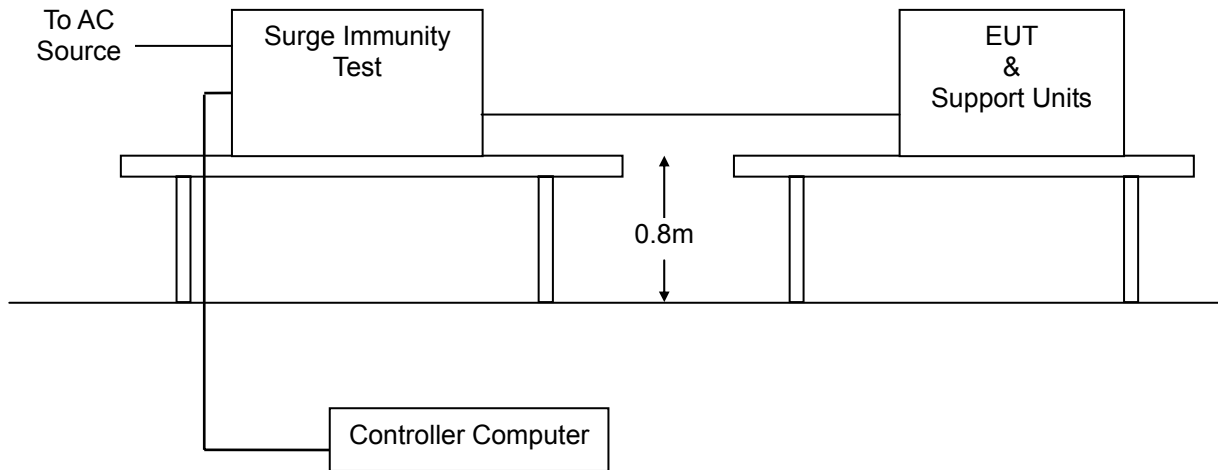 To AC
Source
Surge Immunity
Test
EUT
&
Support Units
0.8m
Controller Computer